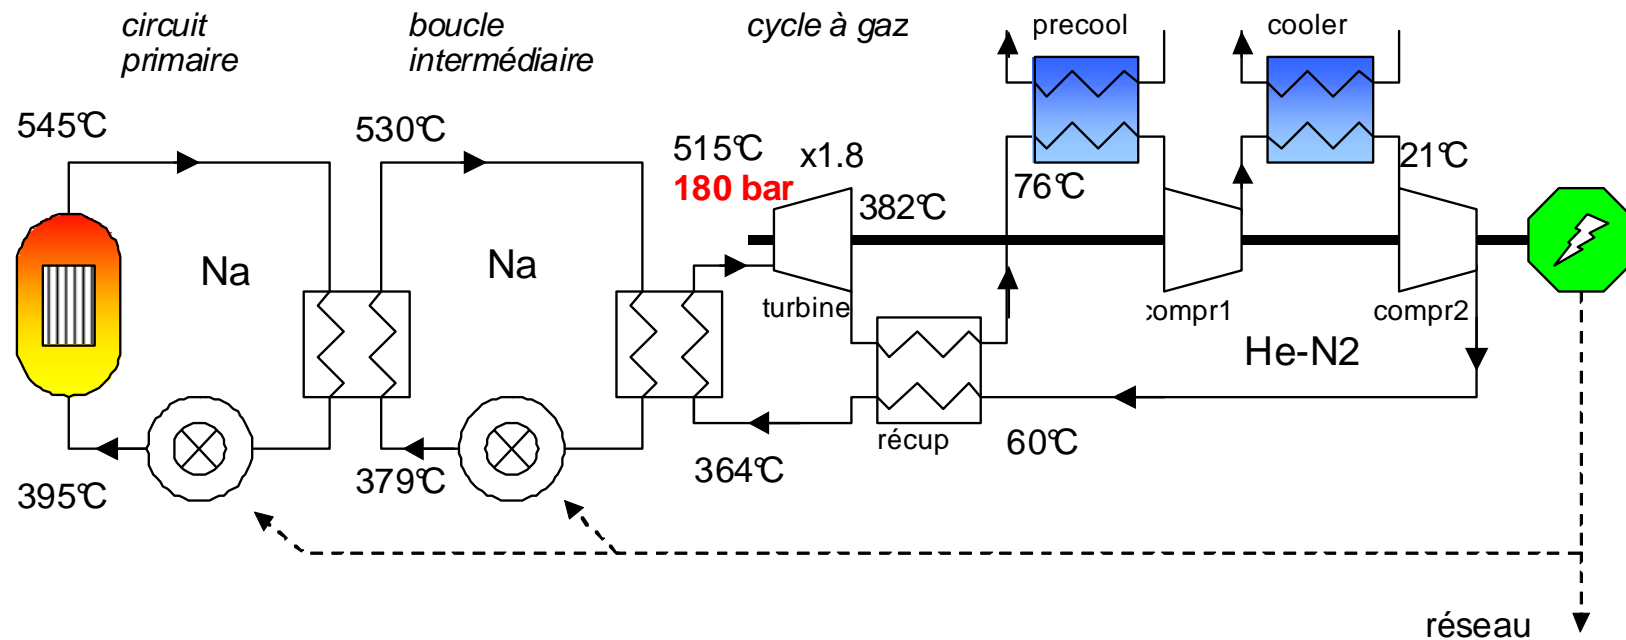 circuit
primaire
boucle
intermédiaire
cycle à gaz
precool
cooler
545°C
530°C
515°C
180 bar
x1.8
382°C
76°C
21°C
Na
Na
turbine
compr1
compr2
He-N2
récup
395°C
379°C
364°C
60°C
réseau